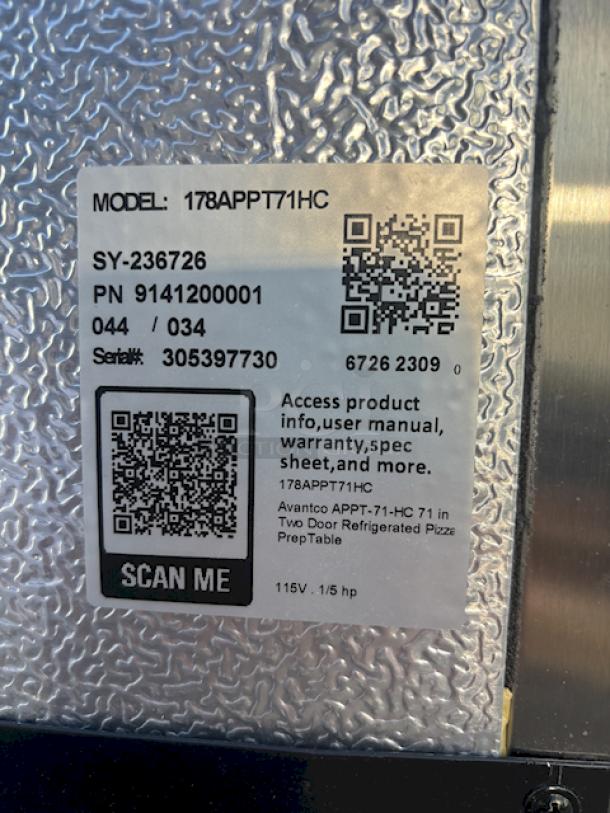 MODEL: 178APPT71HC
SY-236726
PN 9141200001
044 / 034
Serial#: 305397730
6726 2309 0
Access product
info,user manual,
warranty,spec
sheet,and more.
178APPT71HC
Avantco APPT-71-HC 71 in
Two Door Refrigerated Pizza
PrepTable
115V . 1/5 hp
SCAN ME